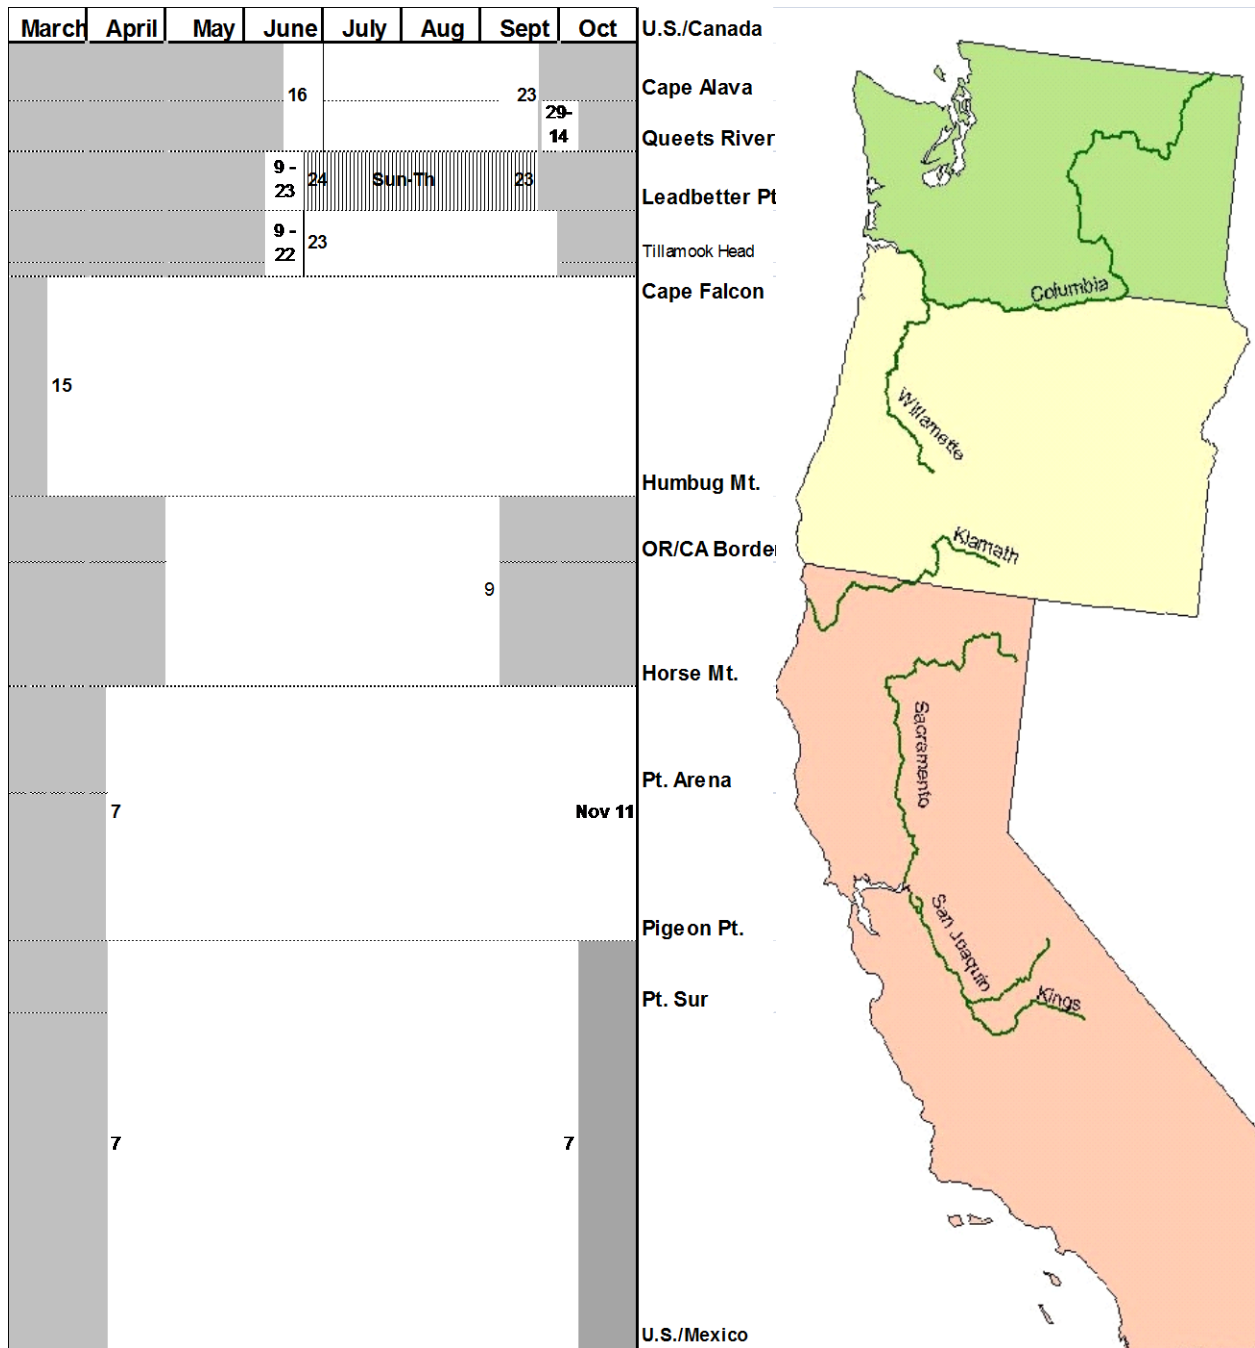 March April May June July Aug Sept Oct U.S./Canada
Cape Alava
16 23
29-
14
Queets River
9 -
23
24 Sun-Th 23
Leadbetter Pt
9 -
22
23
Tillamook Head
Cape Falcon
15
Humbug Mt.
OR/CA Borde
9
Horse Mt.
Pt. Arena
7 Nov 11
Pigeon Pt.
Pt. Sur
7 7
U.S./Mexico
Columbia
Willamette
Klamath
Sacramento
San Joaquin
Kings